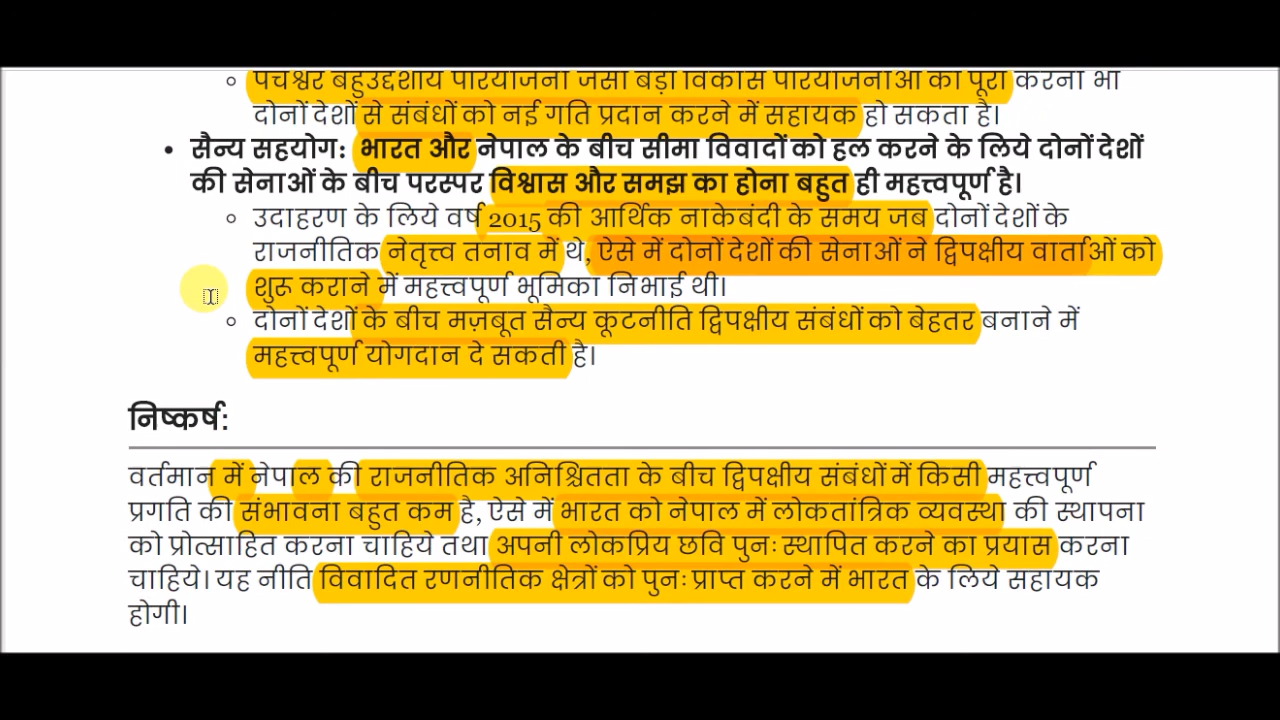 पंचेश्वर बहुउद्देशीय परियोजना जैसी बड़ी विकास परियोजनाओं को पूरा करना भी
दोनों देशों से संबंधों को नई गति प्रदान करने में सहायक हो सकता है।
सैन्य सहयोग: भारत और नेपाल के बीच सीमा विवादों को हल करने के लिये दोनों देशों
की सेनाओं के बीच परस्पर विश्वास और समझ का होना बहुत ही महत्त्वपूर्ण है।
उदाहरण के लिये वर्ष 2015 की आर्थिक नाकेबंदी के समय जब दोनों देशों के
राजनीतिक नेतृत्त्व तनाव में थे, ऐसे में दोनों देशों की सेनाओं ने द्विपक्षीय वार्ताओं को
शुरू कराने में महत्त्वपूर्ण भूमिका निभाई थी।
दोनों देशों के बीच मज़बूत सैन्य कूटनीति द्विपक्षीय संबंधों को बेहतर बनाने में
महत्त्वपूर्ण योगदान दे सकती है।
निष्कर्ष:
वर्तमान में नेपाल की राजनीतिक अनिश्चितता के बीच द्विपक्षीय संबंधों में किसी महत्त्वपूर्ण
प्रगति की संभावना बहुत कम है, ऐसे में भारत को नेपाल में लोकतांत्रिक व्यवस्था की स्थापना
को प्रोत्साहित करना चाहिये तथा अपनी लोकप्रिय छवि पुनः स्थापित करने का प्रयास करना
चाहिये। यह नीति विवादित रणनीतिक क्षेत्रों को पुनः प्राप्त करने में भारत के लिये सहायक
होगी।